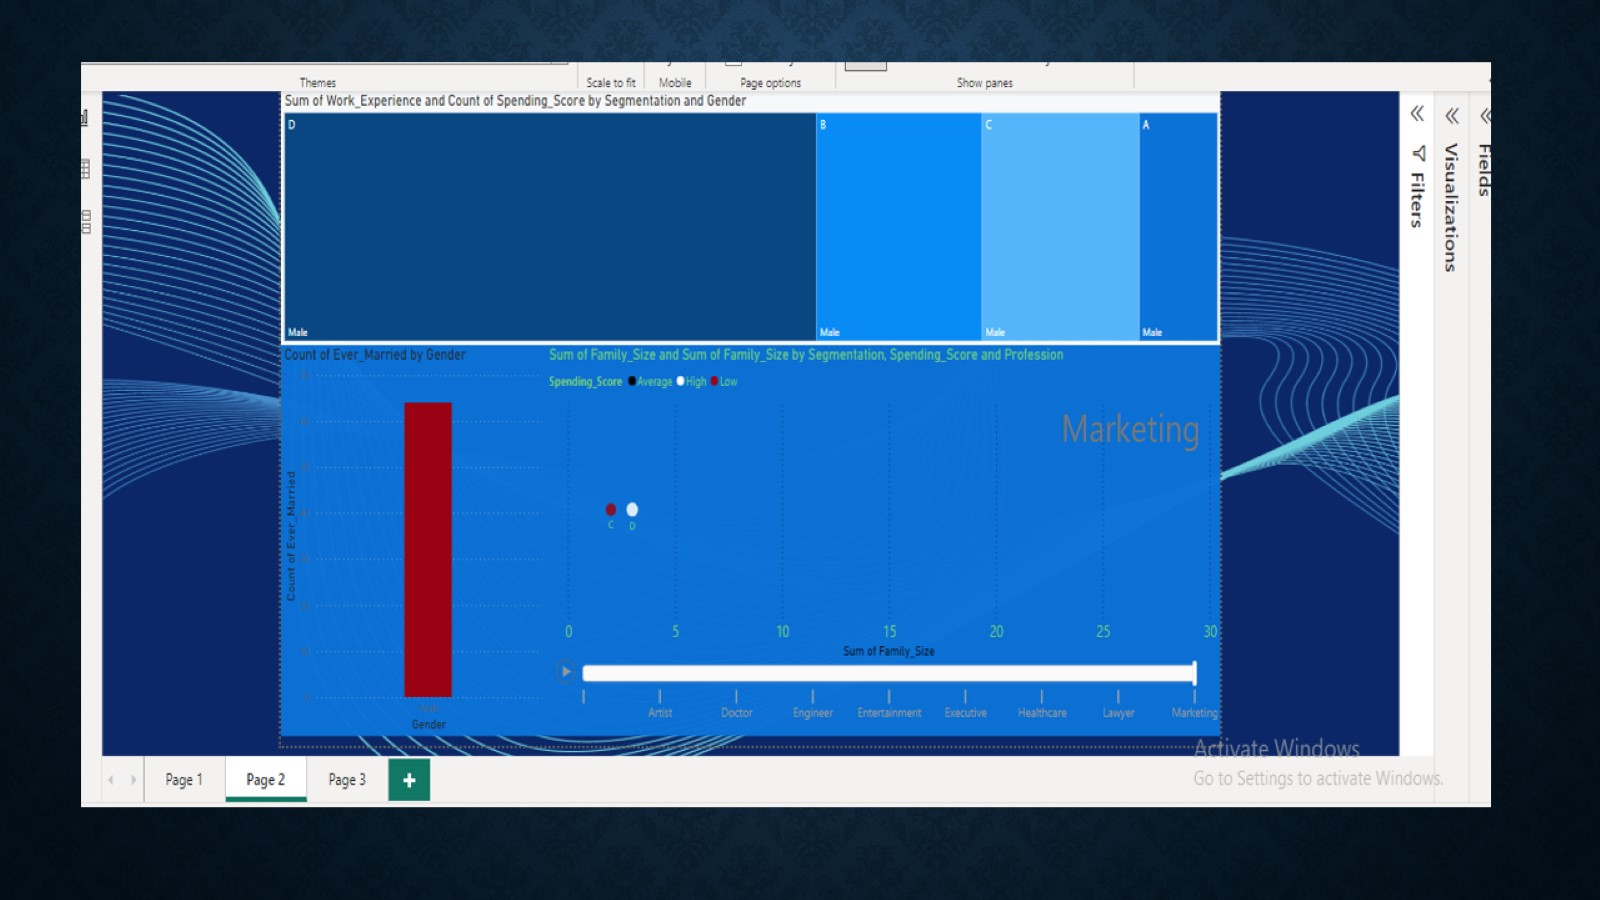 Themes
Scale to fit
Mobile
Page options
Show panes
Sum of Work_Experience and Count of Spending_Score by Segmentation and Gender
D
B
C
A
Male
Male
Male
Male
Filters
Visualizations
Fields
Count of Ever_Married by Gender
Count of Ever_Married
Gender
Sum of Family_Size and Sum of Family_Size by Segmentation, Spending_Score and Profession
Spending_Score Average High Low
Marketing
C
D
0 5 10 15 20 25 30
Sum of Family_Size
Artist Doctor Engineer Entertainment Executive Healthcare Lawyer Marketing
Activate Windows
Go to Settings to activate Windows.
Page 1
Page 2
Page 3